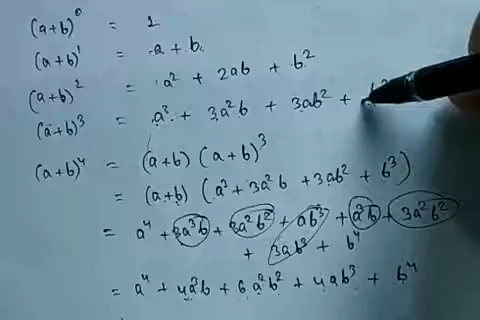 (a+b)⁰ = 1
(a+b)¹ = a + b
(a+b)² = a² + 2ab + b²
(a+b)³ = a³ + 3a²b + 3ab² + b³
(a+b)⁴ = (a+b) (a+b)³
= (a+b) (a³ + 3a²b + 3ab² + b³)
= a⁴ + 3a³b + 3a²b² + ab³ + a³b + 3a²b²
+ 3ab³ + b⁴
= a⁴ + 4a³b + 6a²b² + 4ab³ + b⁴